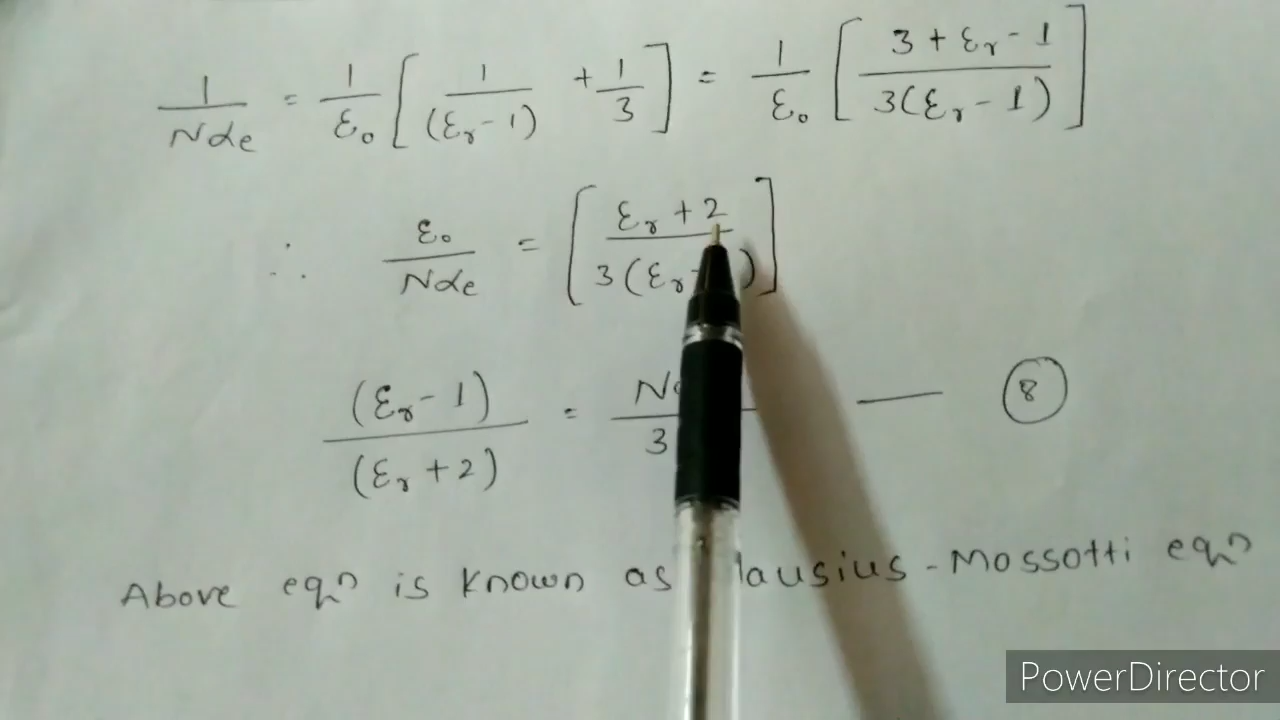 1/Nαe = 1/ε₀ [ 1/(εr - 1) + 1/3 ] = 1/ε₀ [ (3 + εr - 1) / 3(εr - 1) ]
∴ ε₀/Nαe = [ (εr + 2) / 3(εr - ) ]
(εr - 1) / (εr + 2) = N / 3 — 8
Above eqn is known as lausius - Mossotti eqn
PowerDirector